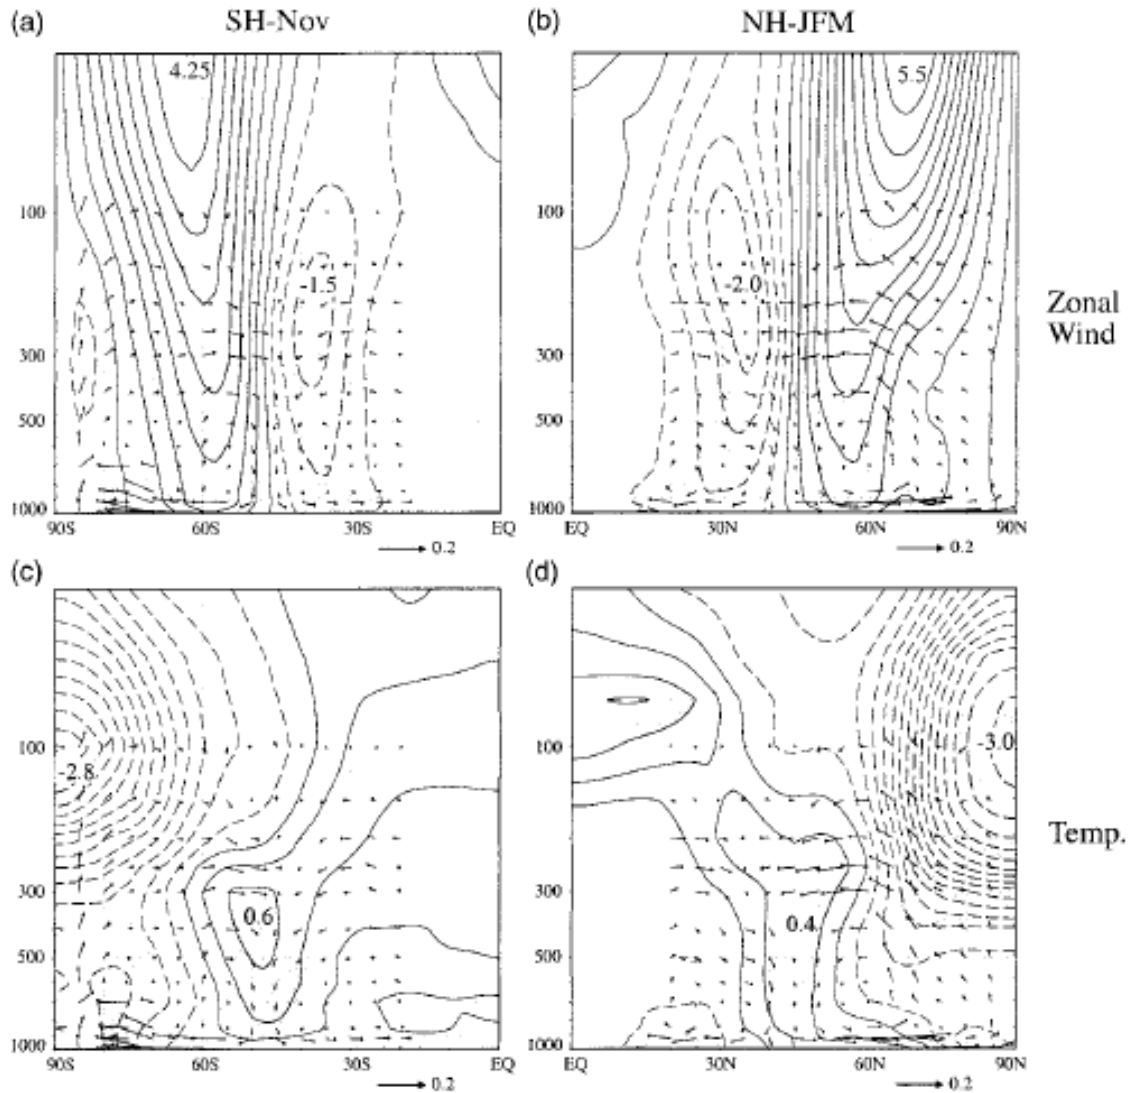 (a) SH-Nov (b) NH-JFM
4.25 5.5
100 100
-1.5 -2.0
Zonal
Wind
300 300
500 500
1000 1000
90S 60S 30S EQ EQ 30N 60N 90N
0.2 0.2
(c) (d)
100 100
-2.8 -3.0
Temp.
300 300
0.6 0.4
500 500
1000 1000
90S 60S 30S EQ EQ 30N 60N 90N
0.2 0.2